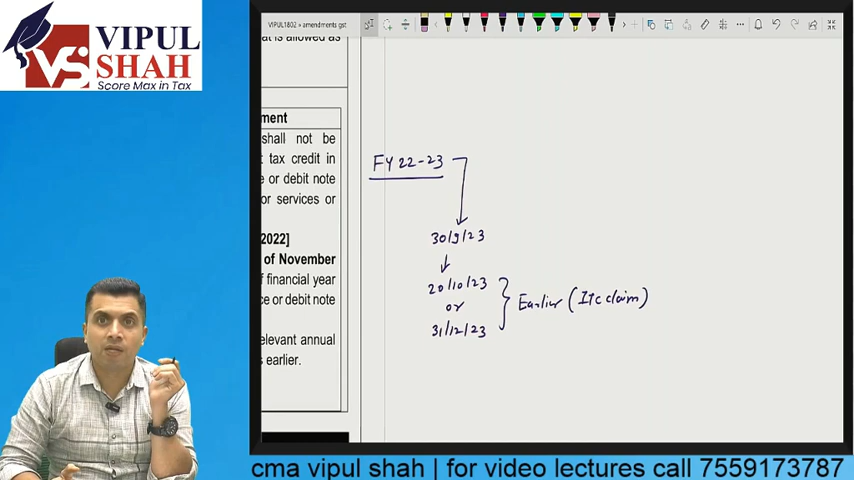 VIPUL
SHAH
Score Max in Tax
VIPUL1802 + amendments gst
at is allowed as
ment
shall not be
t tax credit in
e or debit note
or services or
[2022]
of November
f financial year
ce or debit note
elevant annual
s earlier.
FY 22-23
30/9/23
20/10/23
or
31/12/23
Earlier (ITC claim)
cma vipul shah | for video lectures call 7559173787